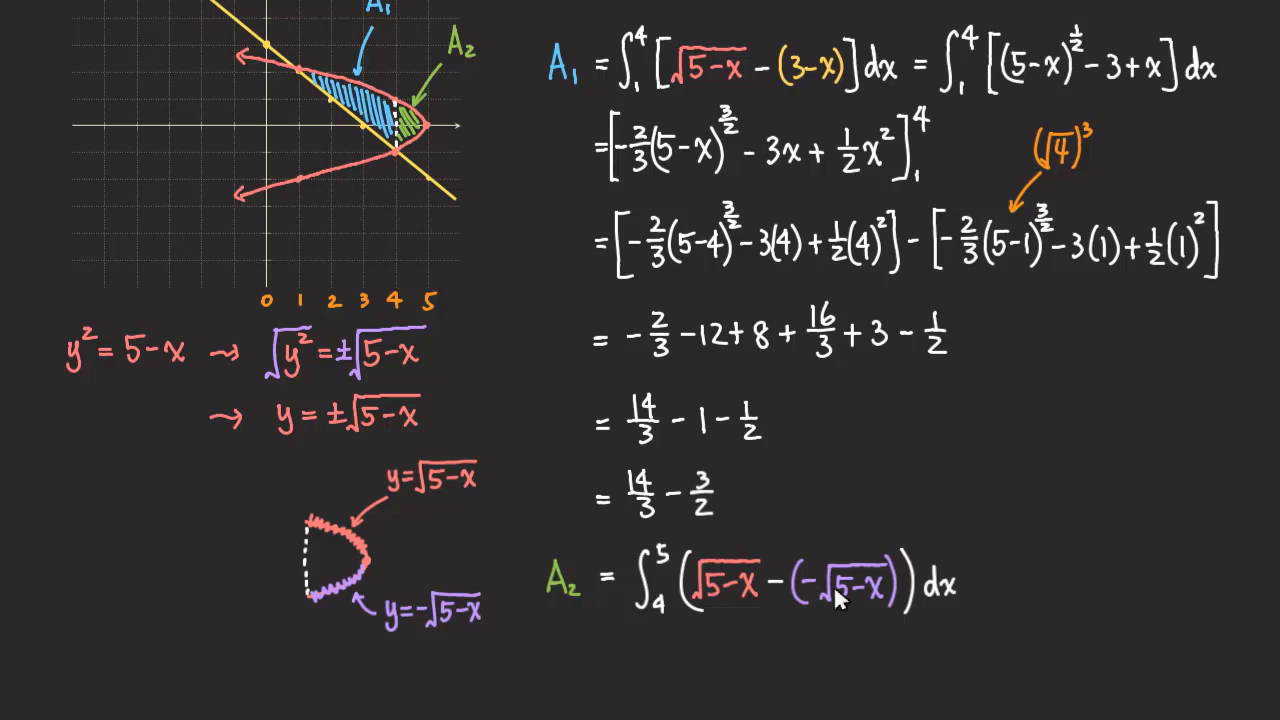 A₁
A₂
0 1 2 3 4 5
y² = 5-x → √y² = ±√5-x
→ y = ±√5-x
y=√5-x
y=-√5-x
A₁ = ∫₁⁴ [√5-x - (3-x)] dx = ∫₁⁴ [(5-x)^½ - 3 + x] dx
= [-2/3(5-x)^3/2 - 3x + 1/2x²]₁⁴
(√4)³
= [-2/3(5-4)^3/2 - 3(4) + 1/2(4)²] - [-2/3(5-1)^3/2 - 3(1) + 1/2(1)²]
= -2/3 - 12 + 8 + 16/3 + 3 - 1/2
= 14/3 - 1 - 1/2
= 14/3 - 3/2
A₂ = ∫₄⁵ (√5-x - (-√5-x)) dx